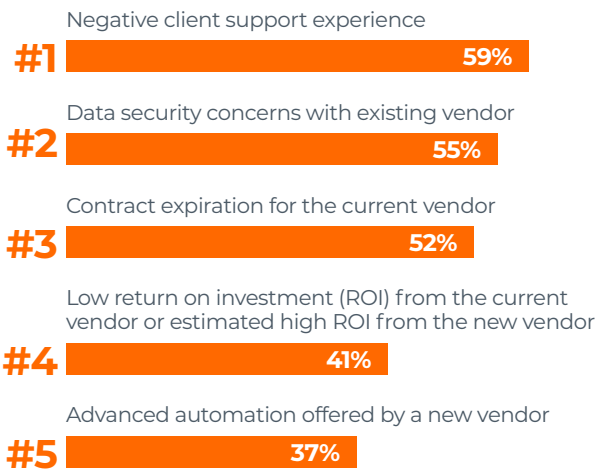 Negative client support experience
#1
59%
Data security concerns with existing vendor
#2
55%
Contract expiration for the current vendor
#3
52%
Low return on investment (ROI) from the current
vendor or estimated high ROI from the new vendor
#4
41%
Advanced automation offered by a new vendor
#5
37%